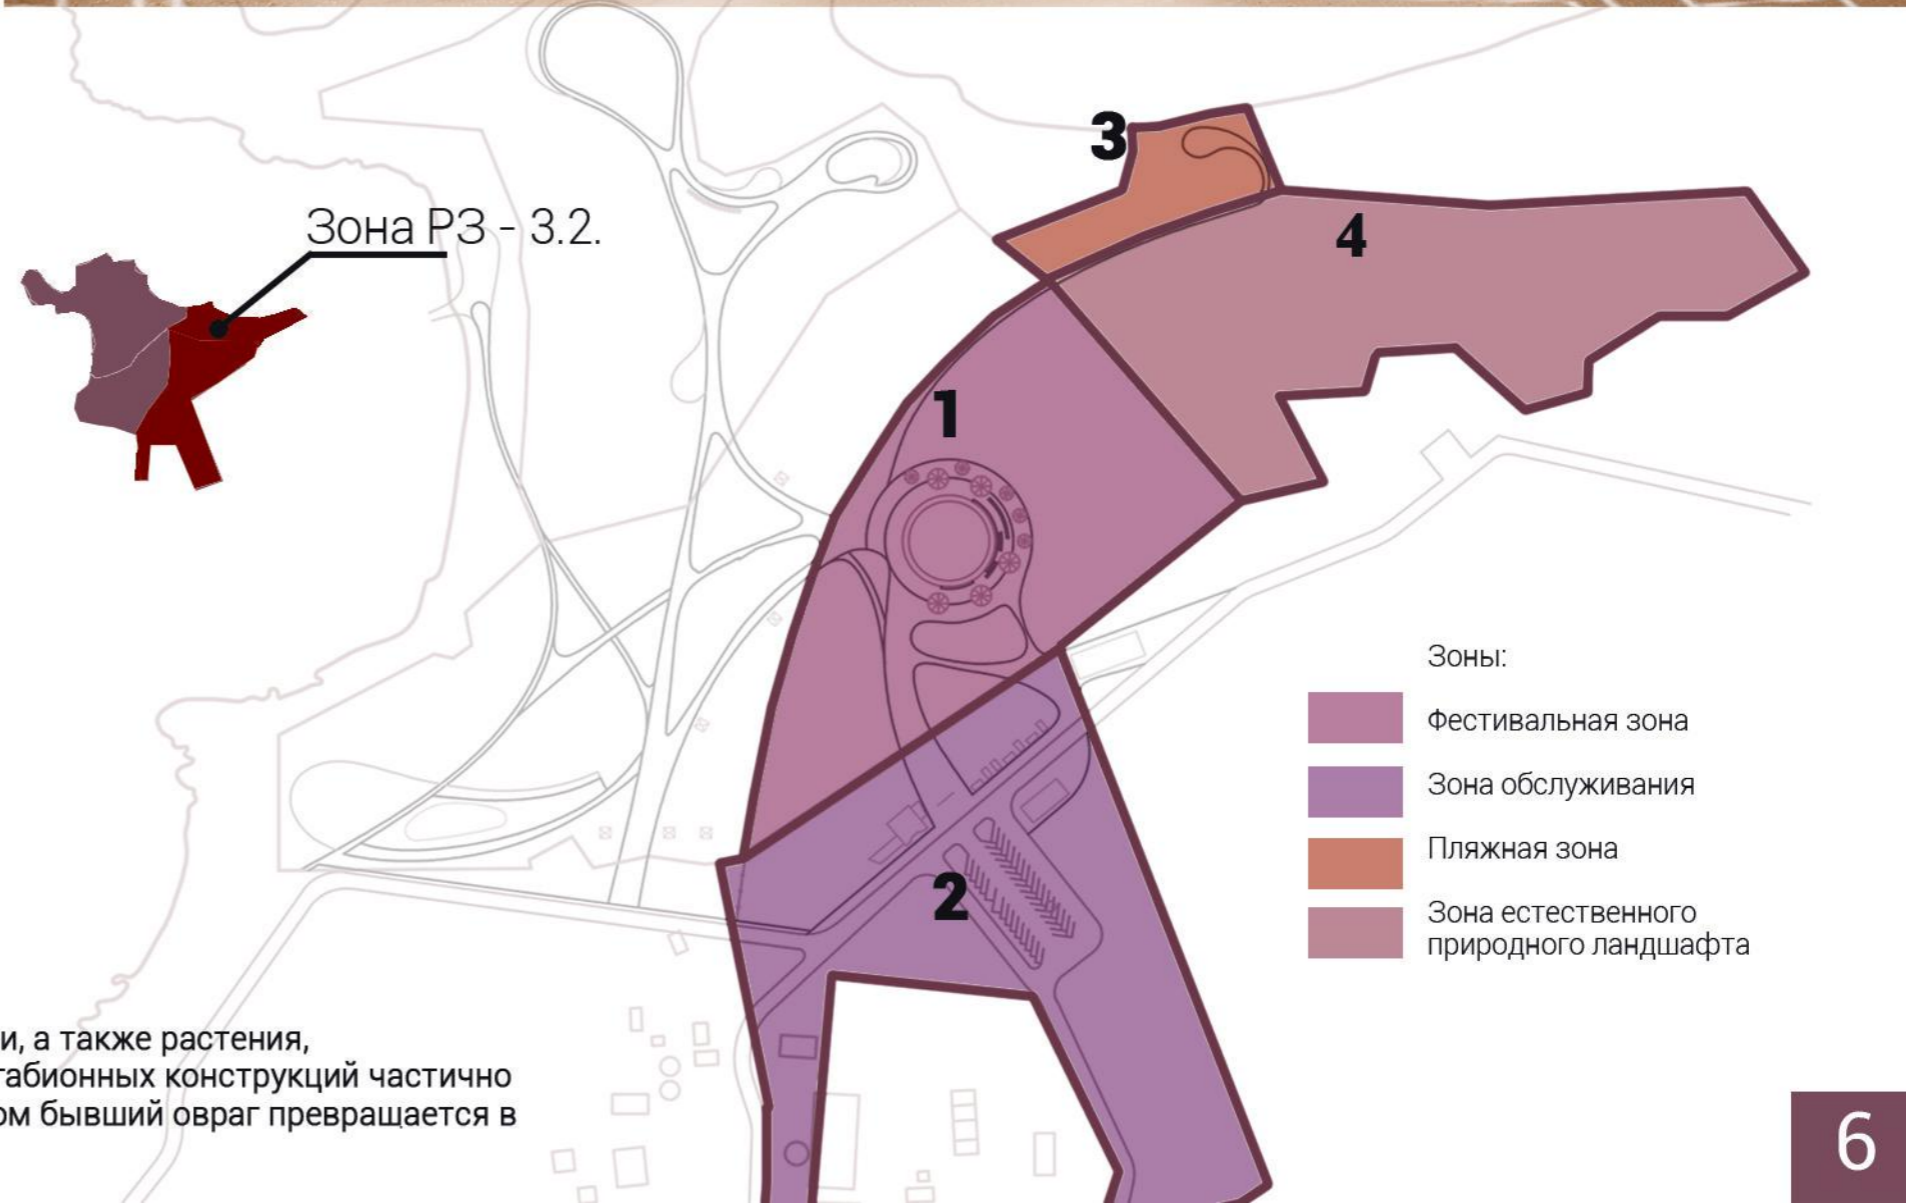 3
4
Зона РЗ - 3.2.
1
Зоны:
Фестивальная зона
Зона обслуживания
Пляжная зона
2
Зона естественного
природного ландшафта
и, а также растения,
габионных конструкций частично
ом бывший овраг превращается в
6